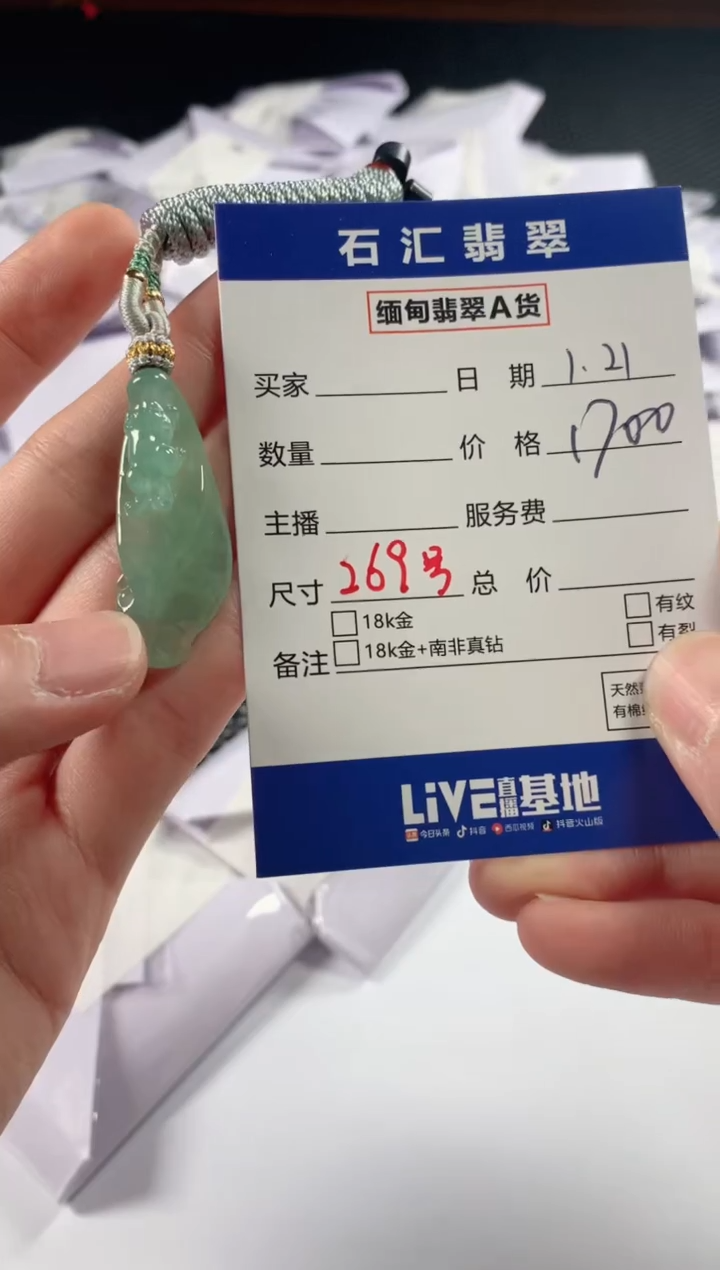 石汇翡翠
缅甸翡翠A货
买家 日 期 1.21
数量 价 格 1700
主播 服务费
尺寸 269号 总 价
18k金 有纹
备注 18k金+南非真钻 有裂
天然
有棉
LiVE直播基地
今日头条 抖音 西瓜视频 抖音火山版